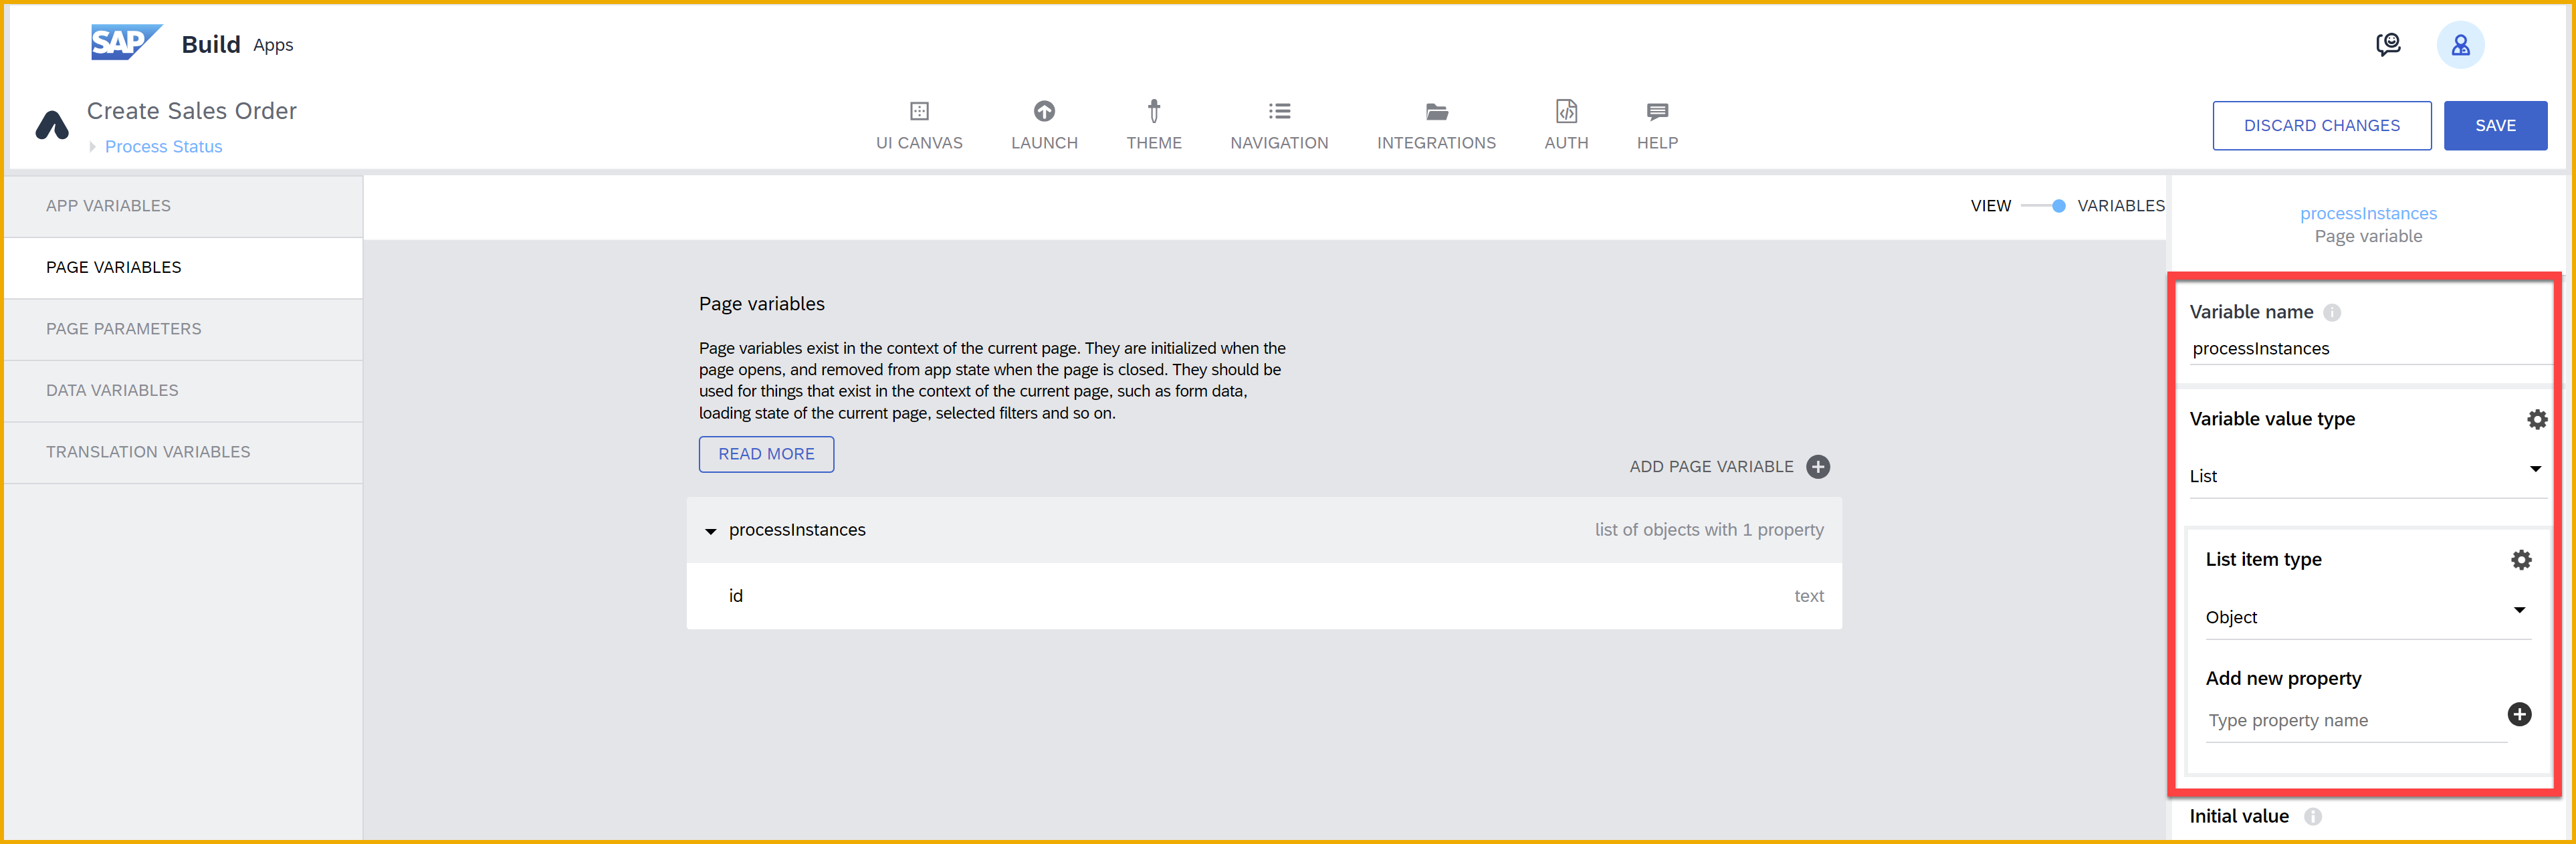 SAP Build Apps
Create Sales Order
Process Status
UI CANVAS
LAUNCH
THEME
NAVIGATION
INTEGRATIONS
AUTH
HELP
DISCARD CHANGES
SAVE
APP VARIABLES
PAGE VARIABLES
PAGE PARAMETERS
DATA VARIABLES
TRANSLATION VARIABLES
VIEW
VARIABLES
Page variables
Page variables exist in the context of the current page. They are initialized when the
page opens, and removed from app state when the page is closed. They should be
used for things that exist in the context of the current page, such as form data,
loading state of the current page, selected filters and so on.
READ MORE
ADD PAGE VARIABLE
processInstances
list of objects with 1 property
id
text
processInstances
Page variable
Variable name
processInstances
Variable value type
List
List item type
Object
Add new property
Type property name
Initial value